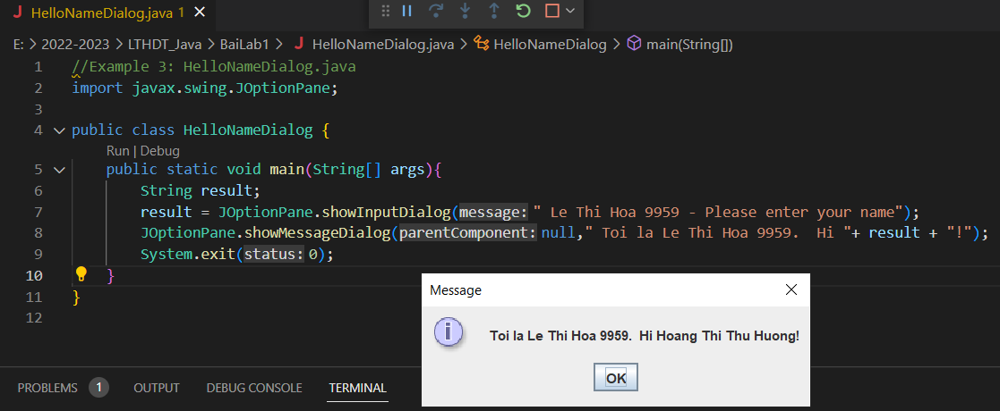 J HelloNameDialog.java 1 ×
E: > 2022-2023 > LTHDT_Java > BaiLab1 > J HelloNameDialog.java > HelloNameDialog > main(String[])
1 //Example 3: HelloNameDialog.java
2 import javax.swing.JOptionPane;
3
4 public class HelloNameDialog {
Run | Debug
5 public static void main(String[] args){
6 String result;
7 result = JOptionPane.showInputDialog(message:" Le Thi Hoa 9959 - Please enter your name");
8 JOptionPane.showMessageDialog(parentComponent:null," Toi la Le Thi Hoa 9959.  Hi "+ result + "!");
9 System.exit(status:0);
10 }
11 }
12
Message
i Toi la Le Thi Hoa 9959.  Hi Hoang Thi Thu Huong!
OK
PROBLEMS 1 OUTPUT DEBUG CONSOLE TERMINAL